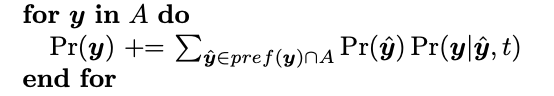 for y in A do
Pr(y) += ∑ŷ∈pref(y)∩A Pr(ŷ) Pr(y|ŷ, t)
end for